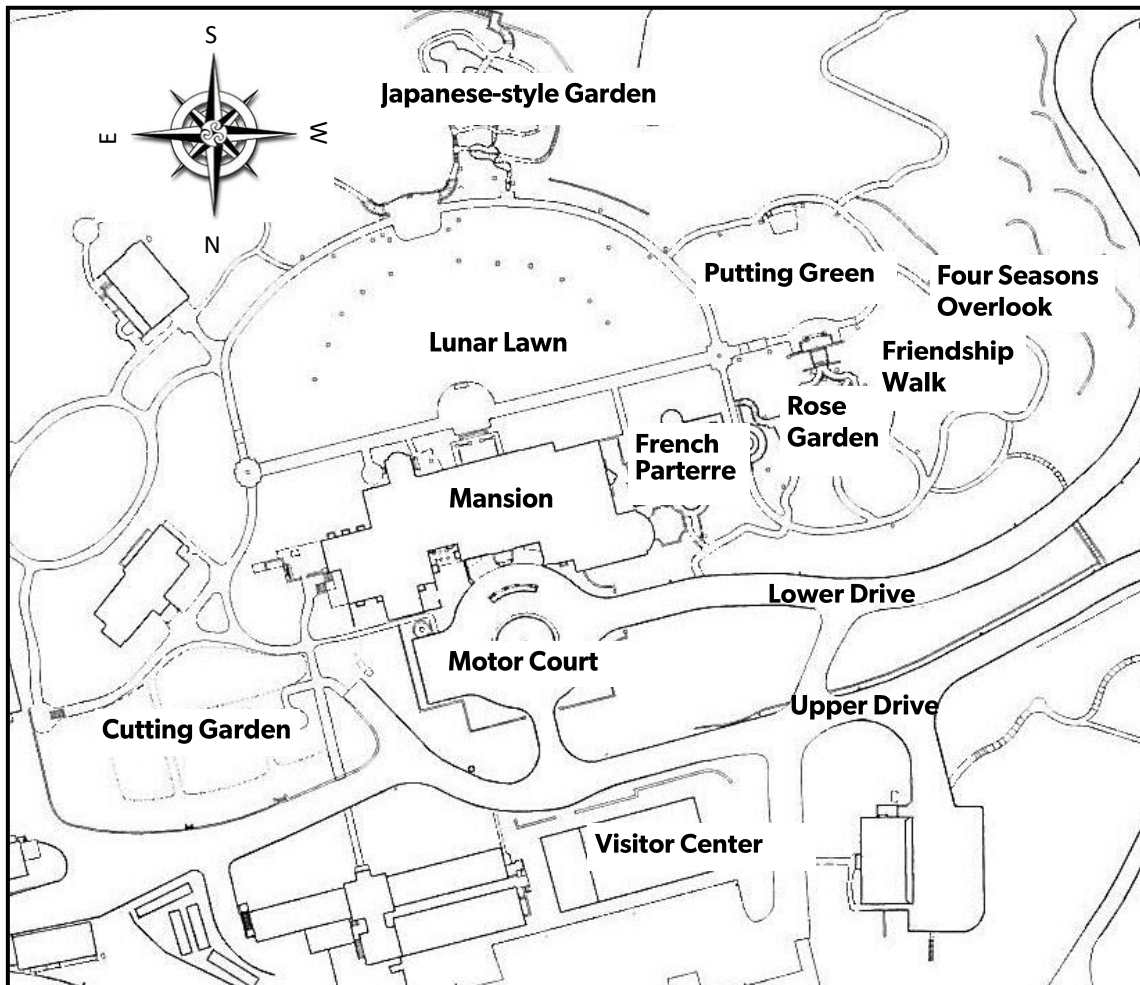 S
E
W
N
Japanese-style Garden
Putting Green
Four Seasons
Overlook
Lunar Lawn
Friendship
Walk
Rose
Garden
French
Parterre
Mansion
Lower Drive
Motor Court
Upper Drive
Cutting Garden
Visitor Center